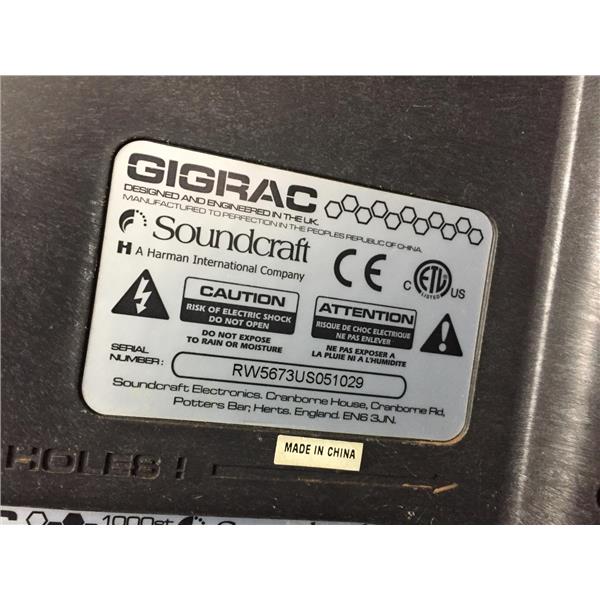 GIGRAC
DESIGNED AND ENGINEERED IN THE UK.
MANUFACTURED TO PERFECTION IN THE PEOPLES REPUBLIC OF CHINA.
Soundcraft
H A Harman International Company
CE
C ETL US
LISTED
CAUTION
RISK OF ELECTRIC SHOCK
DO NOT OPEN
DO NOT EXPOSE
TO RAIN OR MOISTURE
ATTENTION
RISQUE DE CHOC ELECTRIQUE
NE PAS ENLEVER
NE PAS EXPOSER A
LA PLUIE NI A L'HUMIDITE
SERIAL
NUMBER:
RW5673US051029
Soundcraft Electronics. Cranborne House, Cranborne Rd,
Potters Bar; Herts. England. EN6 3JN.
MADE IN CHINA
HOLES!
1000st